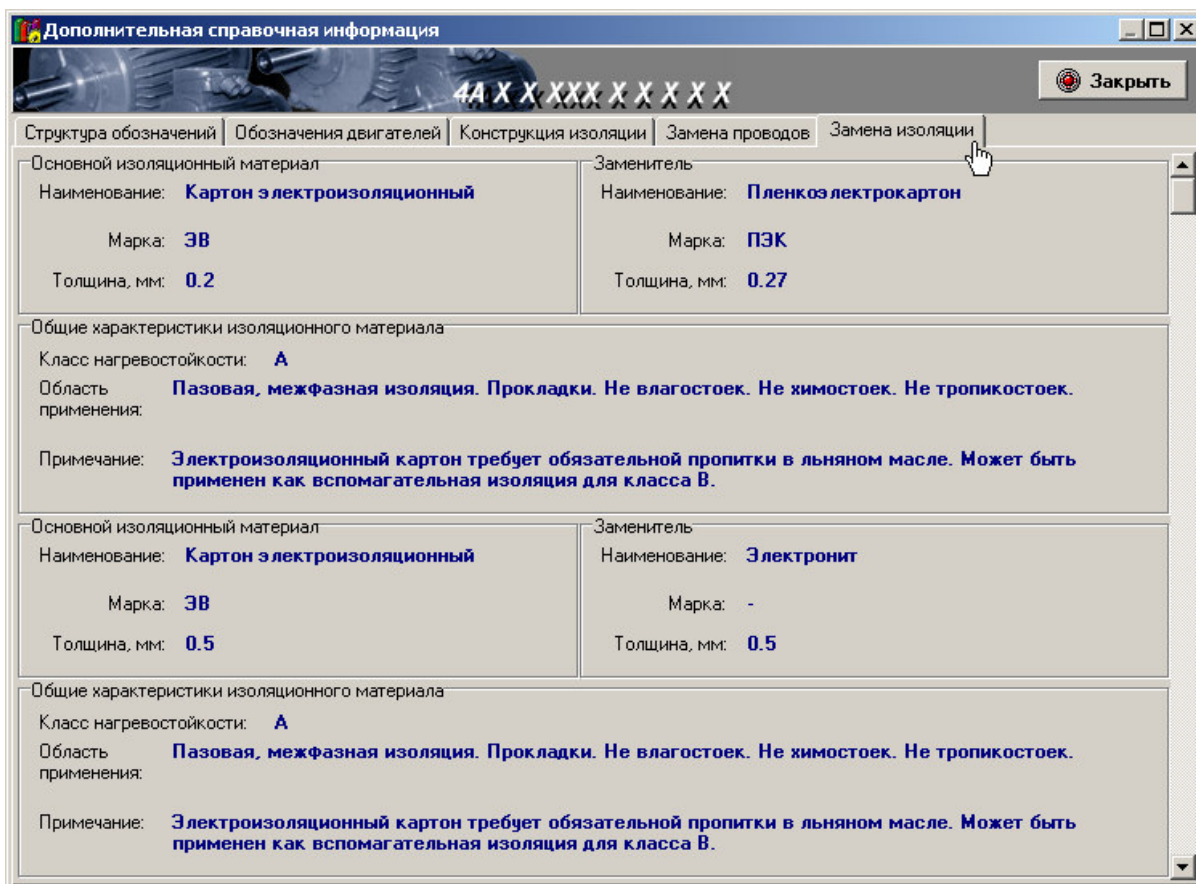 Дополнительная справочная информация
4A X X XXX X X X X X
Закрыть
Структура обозначений Обозначения двигателей Конструкция изоляции Замена проводов Замена изоляции
Основной изоляционный материал Заменитель
Наименование: Картон электроизоляционный Наименование: Пленкоэлектрокартон
Марка: ЭВ Марка: ПЭК
Толщина, мм: 0.2 Толщина, мм: 0.27
Общие характеристики изоляционного материала
Класс нагревостойкости: А
Область применения: Пазовая, межфазная изоляция. Прокладки. Не влагостоек. Не химостоек. Не тропикостоек.
Примечание: Электроизоляционный картон требует обязательной пропитки в льняном масле. Может быть
применен как вспомагательная изоляция для класса В.
Основной изоляционный материал Заменитель
Наименование: Картон электроизоляционный Наименование: Электронит
Марка: ЭВ Марка: -
Толщина, мм: 0.5 Толщина, мм: 0.5
Общие характеристики изоляционного материала
Класс нагревостойкости: А
Область применения: Пазовая, межфазная изоляция. Прокладки. Не влагостоек. Не химостоек. Не тропикостоек.
Примечание: Электроизоляционный картон требует обязательной пропитки в льняном масле. Может быть
применен как вспомагательная изоляция для класса В.